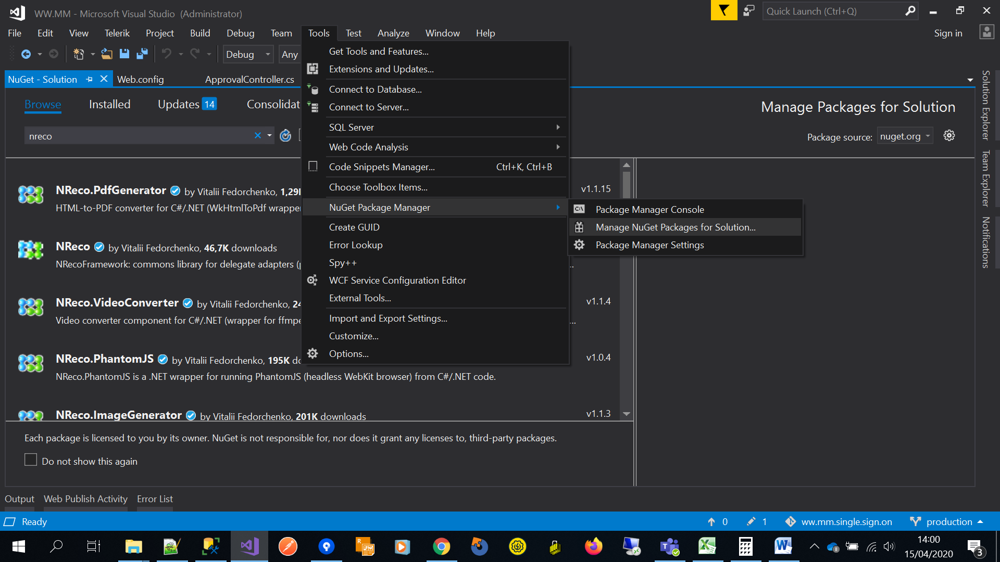 WW.MM - Microsoft Visual Studio (Administrator)
Quick Launch (Ctrl+Q)
File Edit View Telerik Project Build Debug Team Tools Test Analyze Window Help
Sign in
Debug
Any
NuGet - Solution
Web.config
ApprovalController.cs
Browse
Installed
Updates 14
Consolidat
Manage Packages for Solution
nreco
Package source: nuget.org
NReco.PdfGenerator by Vitalii Fedorchenko, 1,29
v1.1.15
HTML-to-PDF converter for C#/.NET (WkHtmlToPdf wrapper
NReco by Vitalii Fedorchenko, 46,7K downloads
NRecoFramework: commons library for delegate adapters (
...
NReco.VideoConverter by Vitalii Fedorchenko, 24
v1.1.4
Video converter component for C#/.NET (wrapper for ffmpe
...
NReco.PhantomJS by Vitalii Fedorchenko, 195K do
v1.0.4
NReco.PhantomJS is a .NET wrapper for running PhantomJS (headless WebKit browser) from C#/.NET code.
NReco.ImageGenerator by Vitalii Fedorchenko, 201K downloads
v1.1.3
Get Tools and Features...
Extensions and Updates...
Connect to Database...
Connect to Server...
SQL Server
Web Code Analysis
Code Snippets Manager... Ctrl+K, Ctrl+B
Choose Toolbox Items...
NuGet Package Manager
Create GUID
Error Lookup
Spy++
WCF Service Configuration Editor
External Tools...
Import and Export Settings...
Customize...
Options...
C:\
Package Manager Console
Manage NuGet Packages for Solution...
Package Manager Settings
Solution Explorer
Team Explorer
Notifications
Each package is licensed to you by its owner. NuGet is not responsible for, nor does it grant any licenses to, third-party packages.
Do not show this again
Output
Web Publish Activity
Error List
Ready
0
1
ww.mm.single.sign.on
production
14:00
15/04/2020
3